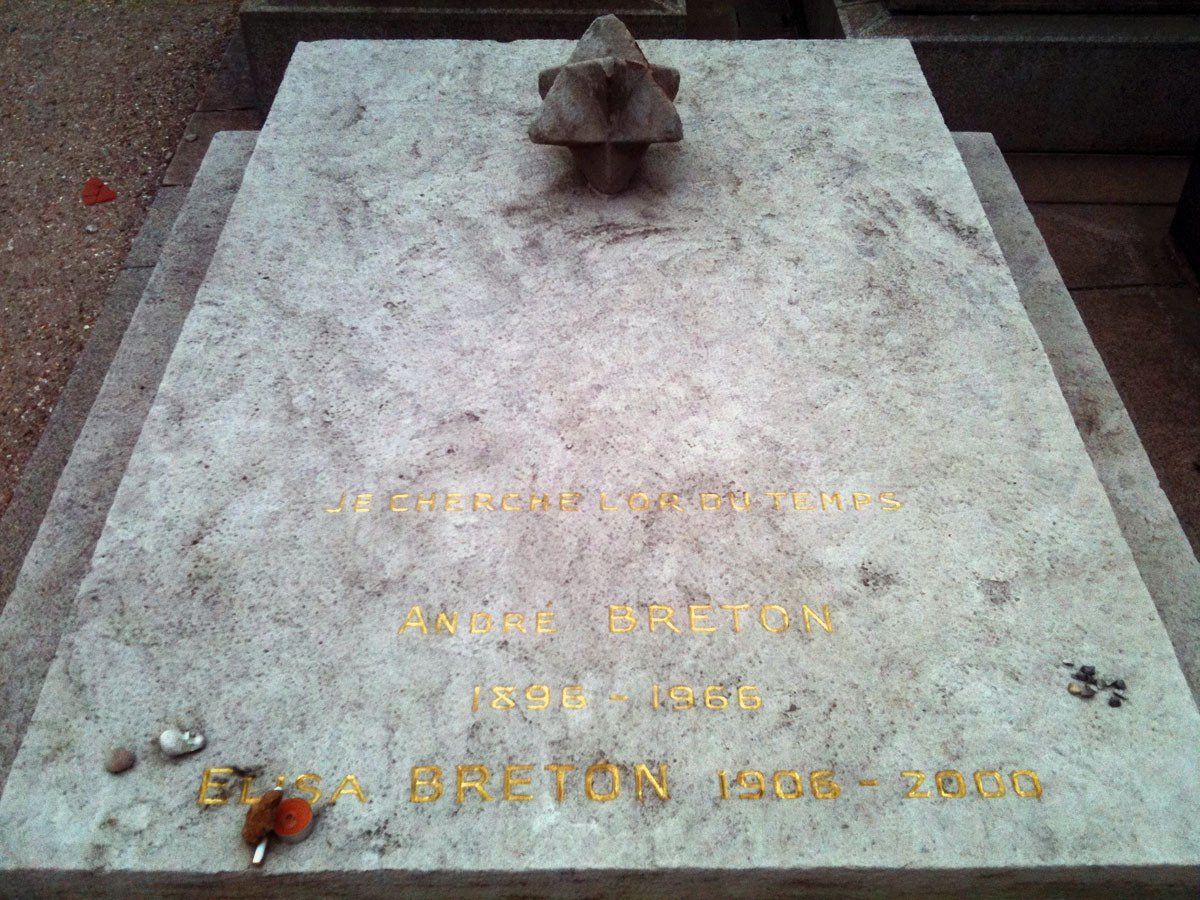 JE CHERCHE L'OR DU TEMPS
ANDRÉ BRETON
1896 - 1966
ELISA BRETON 1906 - 2000